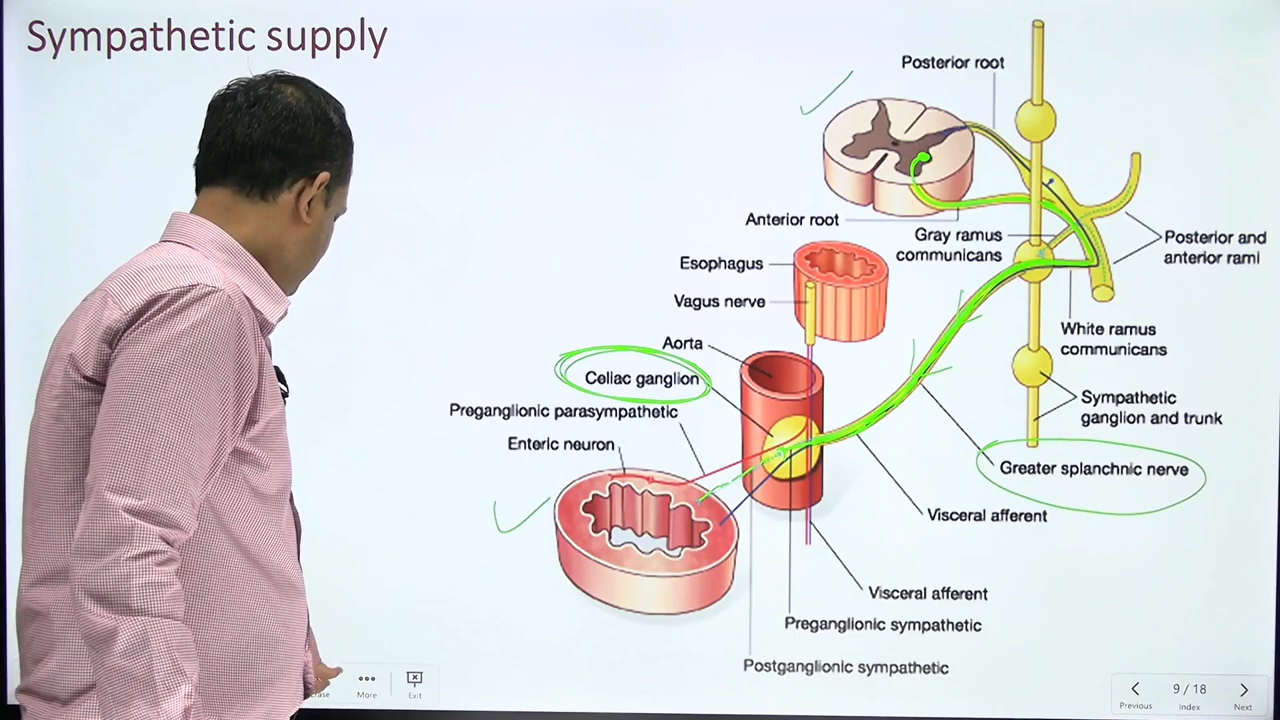 Sympathetic supply
Posterior root
Anterior root
Gray ramus
communicans
Posterior and
anterior rami
Esophagus
Vagus nerve
White ramus
communicans
Aorta
Celiac ganglion
Sympathetic
ganglion and trunk
Preganglionic parasympathetic
Enteric neuron
Greater splanchnic nerve
Visceral afferent
Visceral afferent
Preganglionic sympathetic
Postganglionic sympathetic
More
Exit
9 / 18
Previous
Index
Next